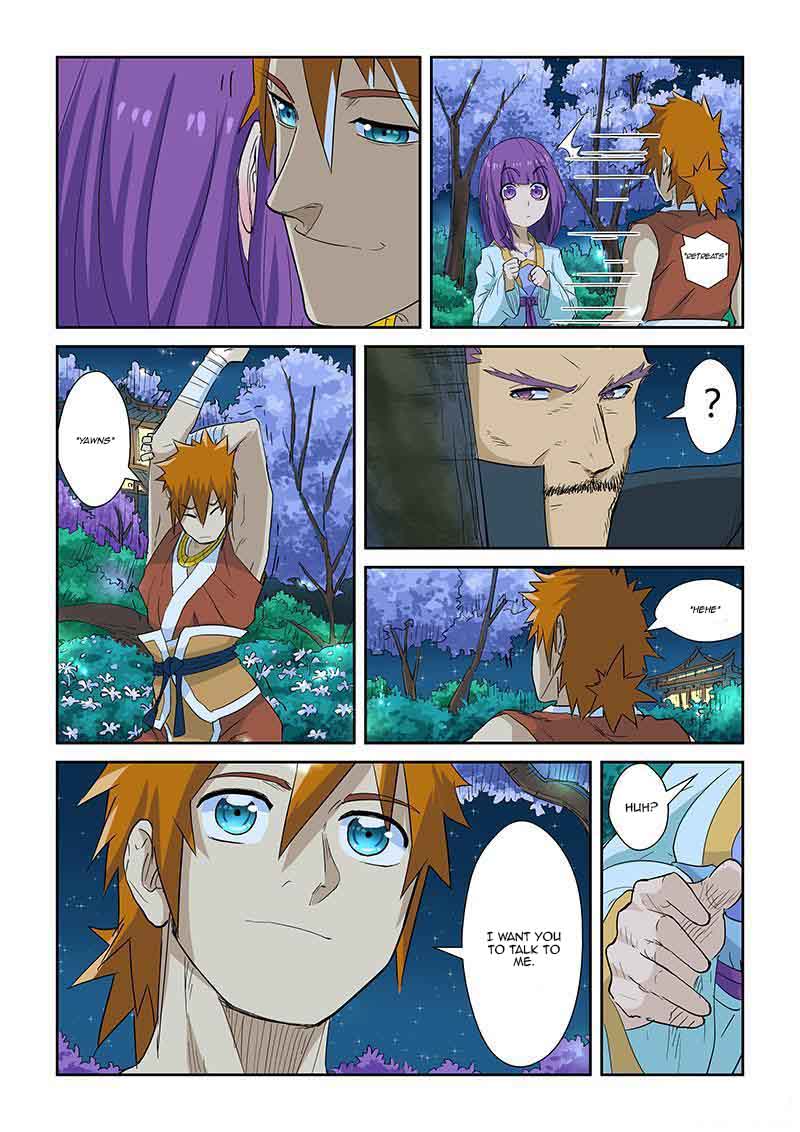 "RETREATS"
"YAWNS"
?
"HEHE"
I WANT YOU
TO TALK TO
ME.
HUH?